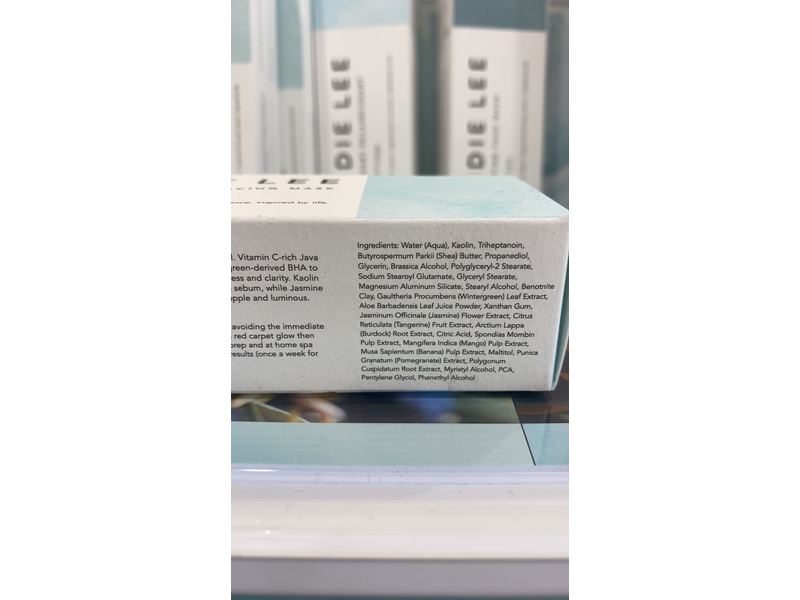 DIE LEE
DIE LEE
LEE
MASK
inspired by life.
l. Vitamin C-rich Java
green-derived BHA to
ess and clarity. Kaolin
sebum, while Jasmine
upple and luminous.
avoiding the immediate
red carpet glow then
prep and at home spa
results (once a week for
Ingredients: Water (Aqua), Kaolin, Triheptanoin,
Butyrospermum Parkii (Shea) Butter, Propanediol,
Glycerin, Brassica Alcohol, Polyglyceryl-2 Stearate,
Sodium Stearoyl Glutamate, Glyceryl Stearate,
Magnesium Aluminum Silicate, Stearyl Alcohol, Benotnite
Clay, Gaultheria Procumbens (Wintergreen) Leaf Extract,
Aloe Barbadensis Leaf Juice Powder, Xanthan Gum,
Jasminum Officinale (Jasmine) Flower Extract, Citrus
Reticulata (Tangerine) Fruit Extract, Arctium Lappa
(Burdock) Root Extract, Citric Acid, Spondias Mombin
Pulp Extract, Mangifera Indica (Mango) Pulp Extract,
Musa Sapientum (Banana) Pulp Extract, Maltitol, Punica
Granatum (Pomegranate) Extract, Polygonum
Cuspidatum Root Extract, Myristyl Alcohol, PCA,
Pentylene Glycol, Phenethyl Alcohol